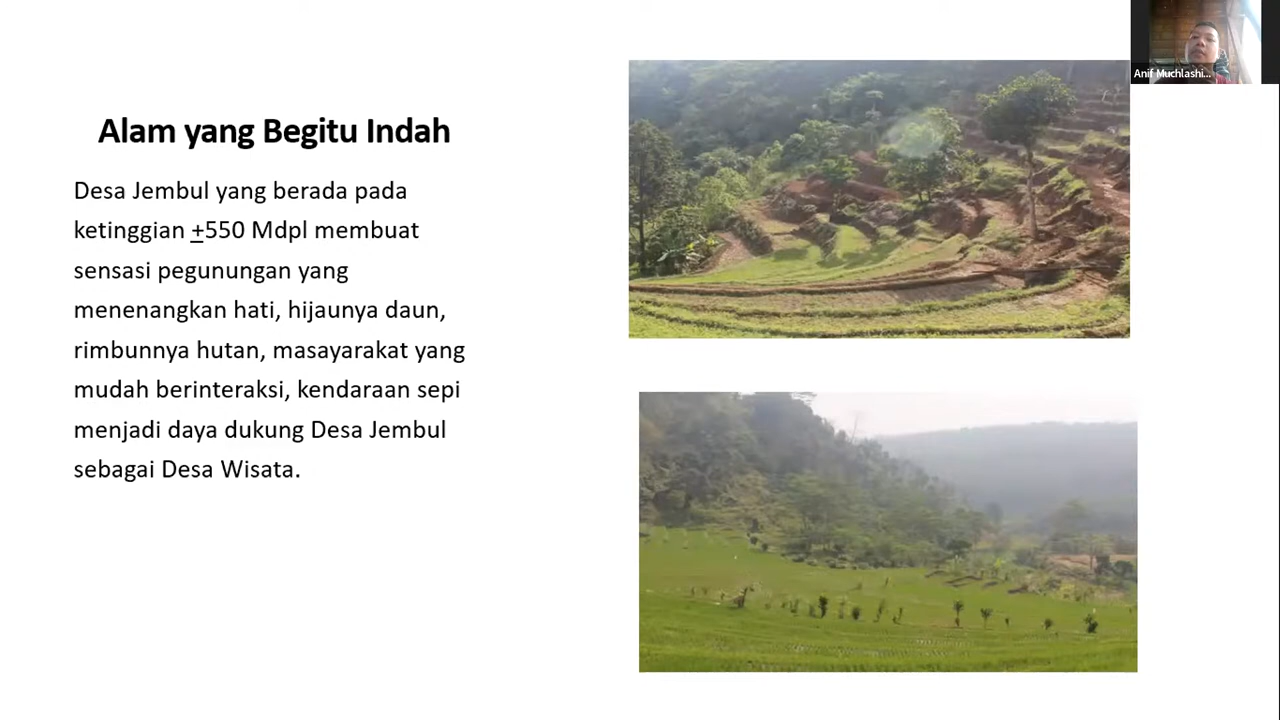 Alam yang Begitu Indah
Desa Jembul yang berada pada
ketinggian +550 Mdpl membuat
sensasi pegunungan yang
menenangkan hati, hijaunya daun,
rimbunnya hutan, masayarakat yang
mudah berinteraksi, kendaraan sepi
menjadi daya dukung Desa Jembul
sebagai Desa Wisata.
Anif Muchlashi...